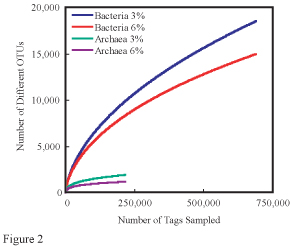 20,000
Bacteria 3%
Bacteria 6%
Archaea 3%
Archaea 6%
15,000
10,000
5,000
0
Number of Different OTUs
0
250,000
500,000
750,000
Number of Tags Sampled
Figure 2